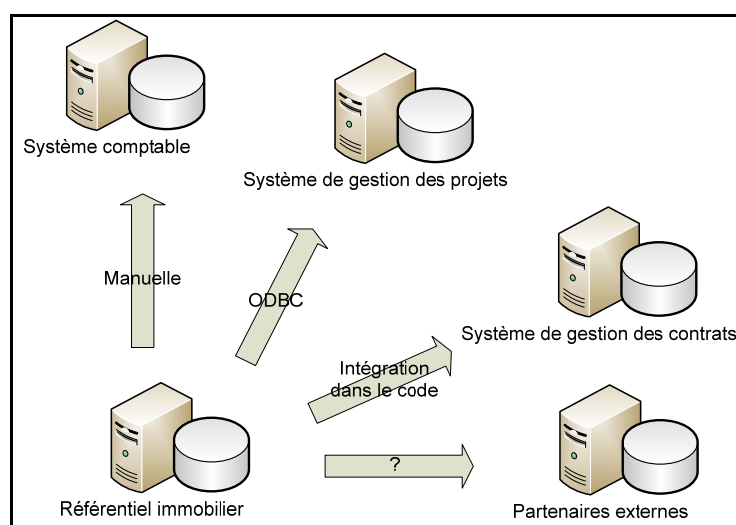 Système comptable
Système de gestion des projets
Manuelle
ODBC
Système de gestion des contrats
Intégration
dans le code
?
Référentiel immobilier
Partenaires externes